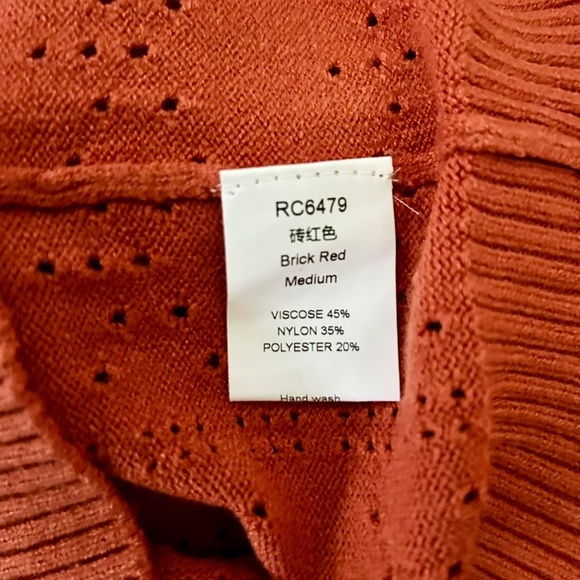 RC6479
砖红色
Brick Red
Medium
VISCOSE 45%
NYLON 35%
POLYESTER 20%
Hand wash